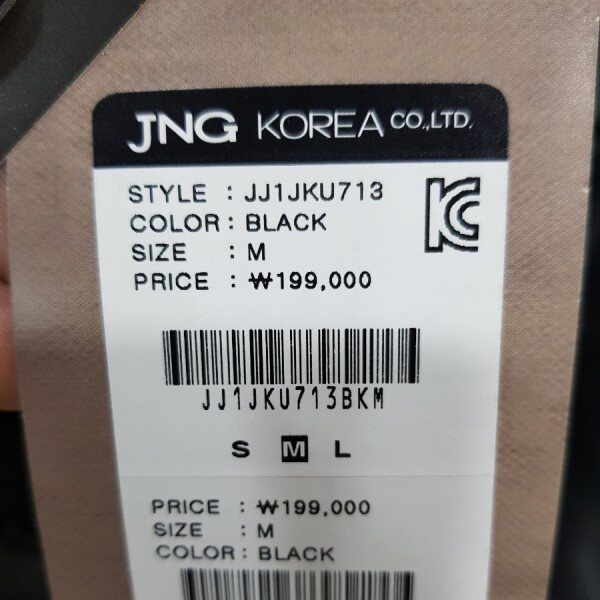 JNG KOREA CO.,LTD.
STYLE : JJ1JKU713
COLOR : BLACK
SIZE : M
PRICE : ₩199,000
KC
JJ1JKU713BKM
S M L
PRICE : ₩199,000
SIZE : M
COLOR : BLACK